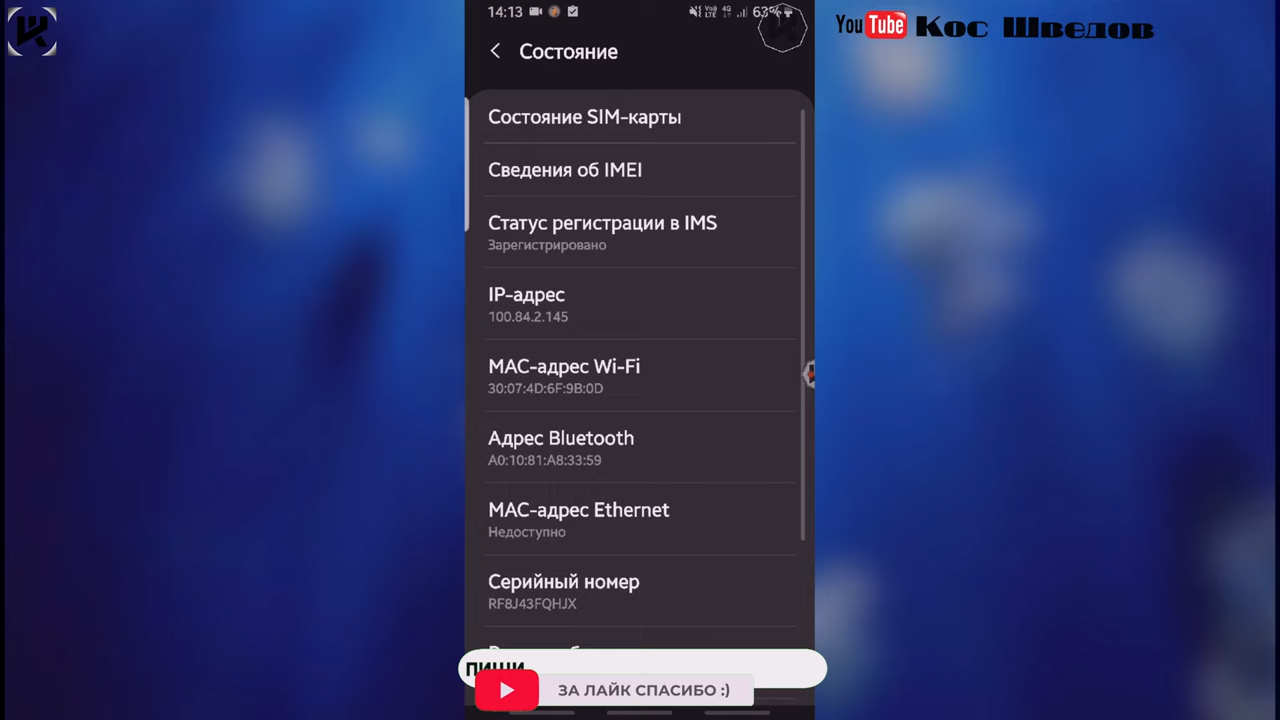 14:13
63%
YouTube Кос Шведов
Состояние
Состояние SIM-карты
Сведения об IMEI
Статус регистрации в IMS
Зарегистрировано
IP-адрес
100.84.2.145
MAC-адрес Wi-Fi
30:07:4D:6F:9B:0D
Адрес Bluetooth
A0:10:81:A8:33:59
MAC-адрес Ethernet
Недоступно
Серийный номер
RF8J43FQHJX
ПИШИ
ЗА ЛАЙК СПАСИБО :)